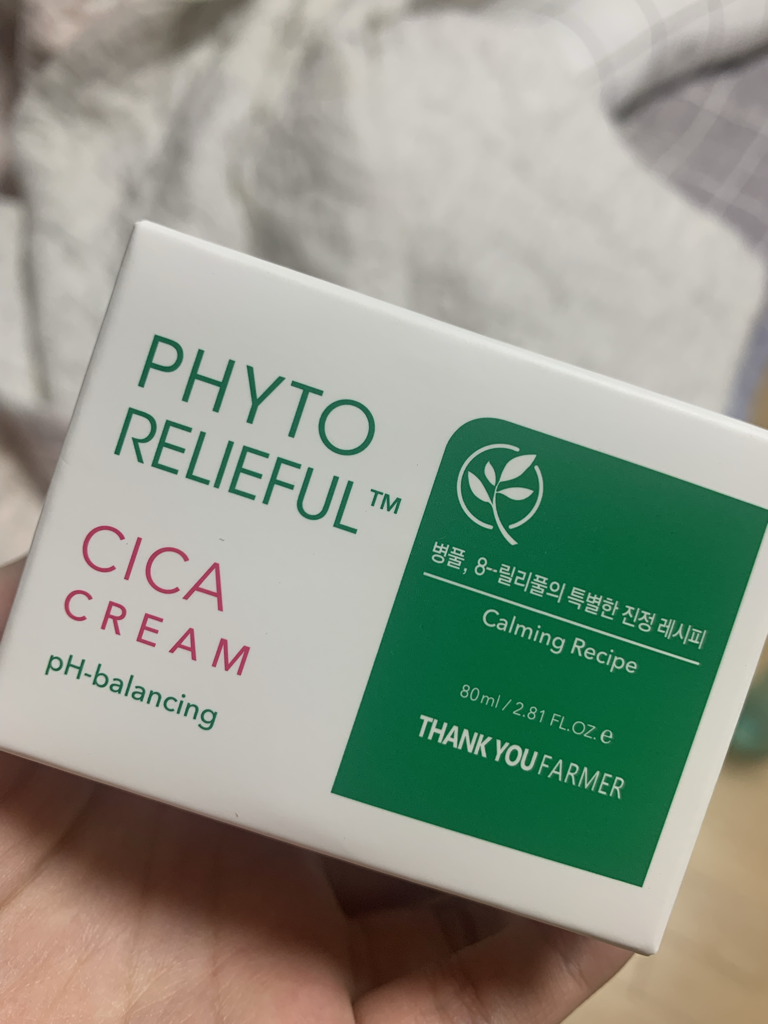 PHYTO
RELIEFUL™
CICA
CREAM
pH-balancing
병풀, 8--릴리풀의 특별한 진정 레시피
Calming Recipe
80ml / 2.81 FL.OZ. e
THANK YOU FARMER